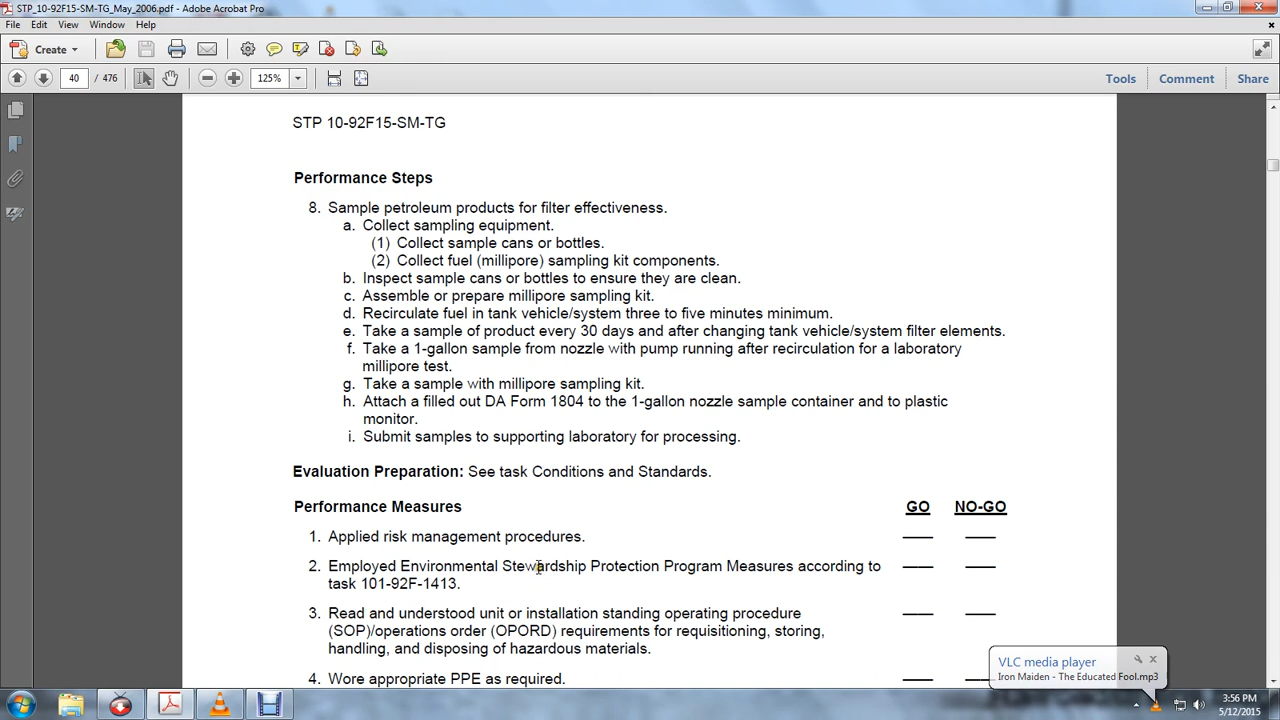 STP_10-92F15-SM-TG_May_2006.pdf - Adobe Acrobat Pro
File Edit View Window Help
Create
40 / 476 125% Tools Comment Share
STP 10-92F15-SM-TG
Performance Steps
8. Sample petroleum products for filter effectiveness.
a. Collect sampling equipment.
(1) Collect sample cans or bottles.
(2) Collect fuel (millipore) sampling kit components.
b. Inspect sample cans or bottles to ensure they are clean.
c. Assemble or prepare millipore sampling kit.
d. Recirculate fuel in tank vehicle/system three to five minutes minimum.
e. Take a sample of product every 30 days and after changing tank vehicle/system filter elements.
f. Take a 1-gallon sample from nozzle with pump running after recirculation for a laboratory
millipore test.
g. Take a sample with millipore sampling kit.
h. Attach a filled out DA Form 1804 to the 1-gallon nozzle sample container and to plastic
monitor.
i. Submit samples to supporting laboratory for processing.
Evaluation Preparation: See task Conditions and Standards.
Performance Measures GO NO-GO
1. Applied risk management procedures.
2. Employed Environmental Stewardship Protection Program Measures according to
task 101-92F-1413.
3. Read and understood unit or installation standing operating procedure
(SOP)/operations order (OPORD) requirements for requisitioning, storing,
handling, and disposing of hazardous materials.
4. Wore appropriate PPE as required.
VLC media player
Iron Maiden - The Educated Fool.mp3
3:56 PM
5/12/2015